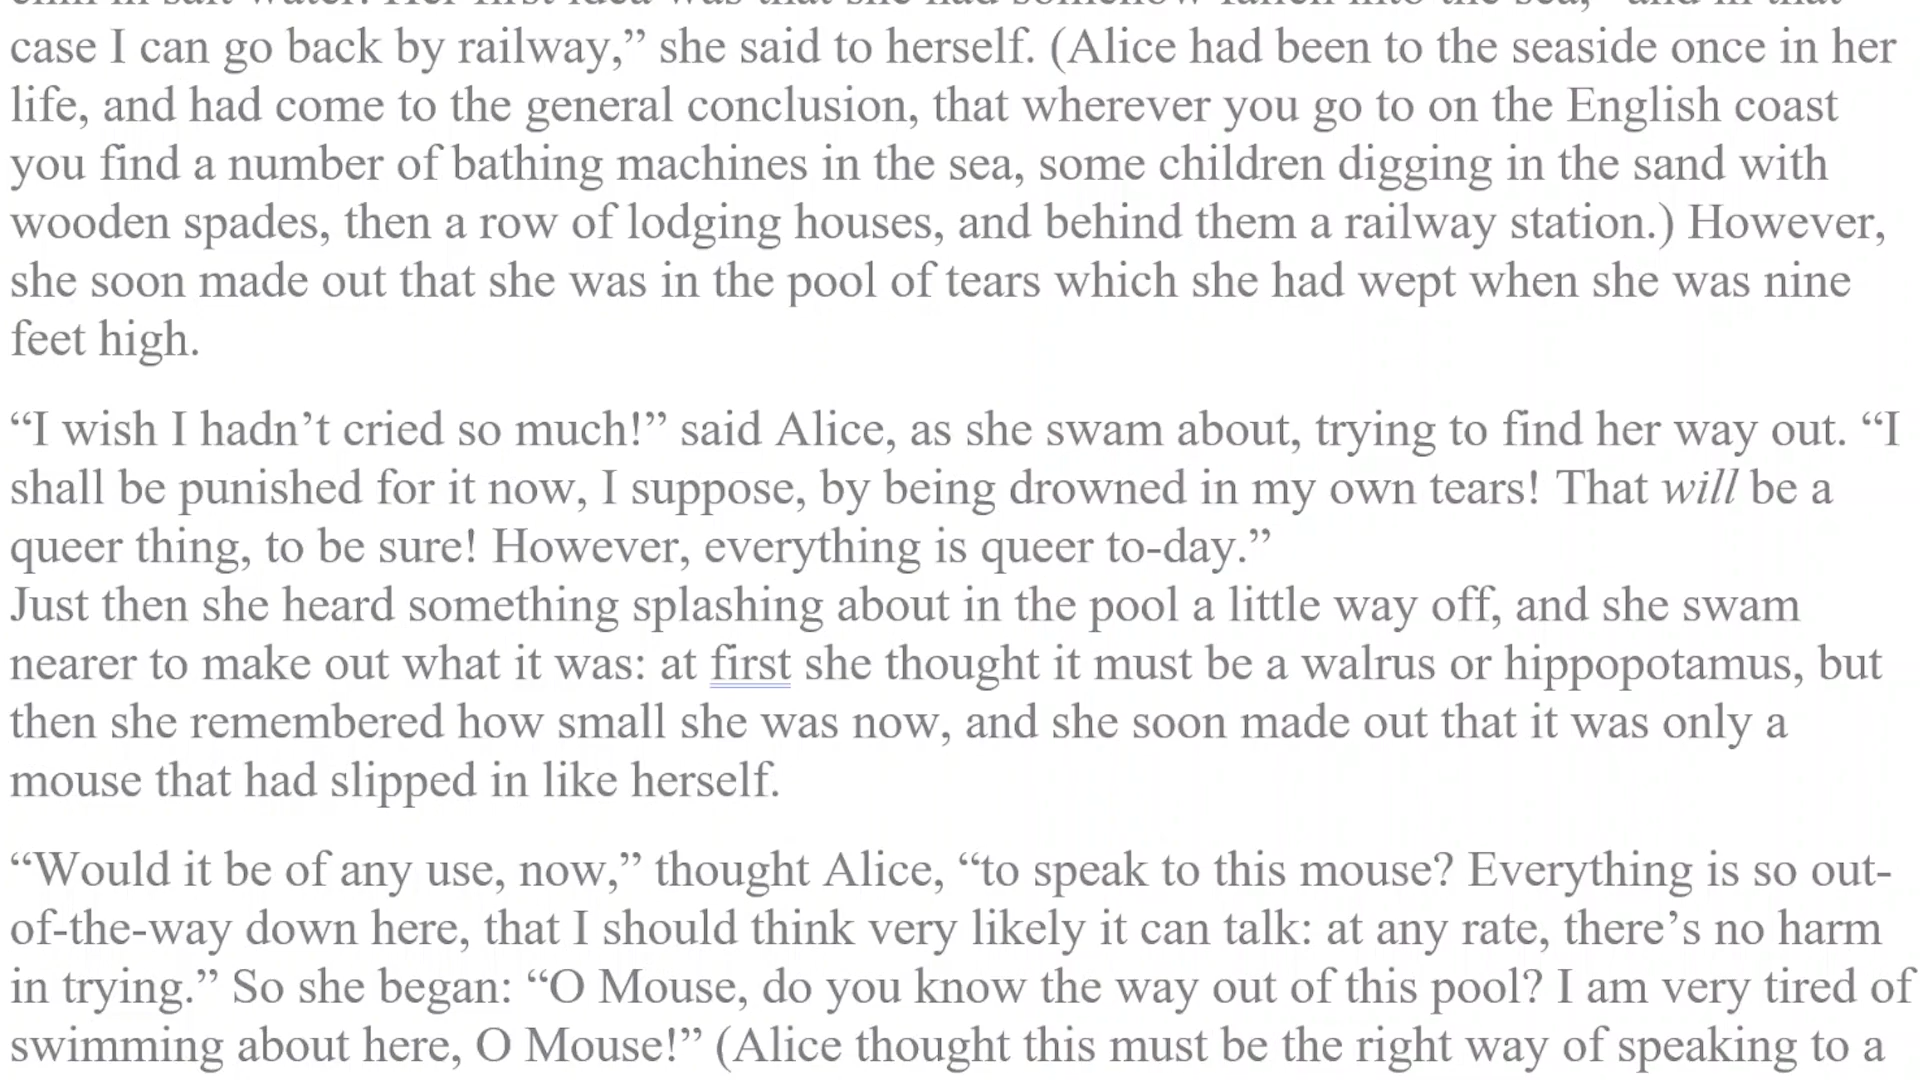 case I can go back by railway,” she said to herself. (Alice had been to the seaside once in her
life, and had come to the general conclusion, that wherever you go to on the English coast
you find a number of bathing machines in the sea, some children digging in the sand with
wooden spades, then a row of lodging houses, and behind them a railway station.) However,
she soon made out that she was in the pool of tears which she had wept when she was nine
feet high.
“I wish I hadn’t cried so much!” said Alice, as she swam about, trying to find her way out. “I
shall be punished for it now, I suppose, by being drowned in my own tears! That will be a
queer thing, to be sure! However, everything is queer to-day.”
Just then she heard something splashing about in the pool a little way off, and she swam
nearer to make out what it was: at first she thought it must be a walrus or hippopotamus, but
then she remembered how small she was now, and she soon made out that it was only a
mouse that had slipped in like herself.
“Would it be of any use, now,” thought Alice, “to speak to this mouse? Everything is so out-
of-the-way down here, that I should think very likely it can talk: at any rate, there’s no harm
in trying.” So she began: “O Mouse, do you know the way out of this pool? I am very tired of
swimming about here, O Mouse!” (Alice thought this must be the right way of speaking to a